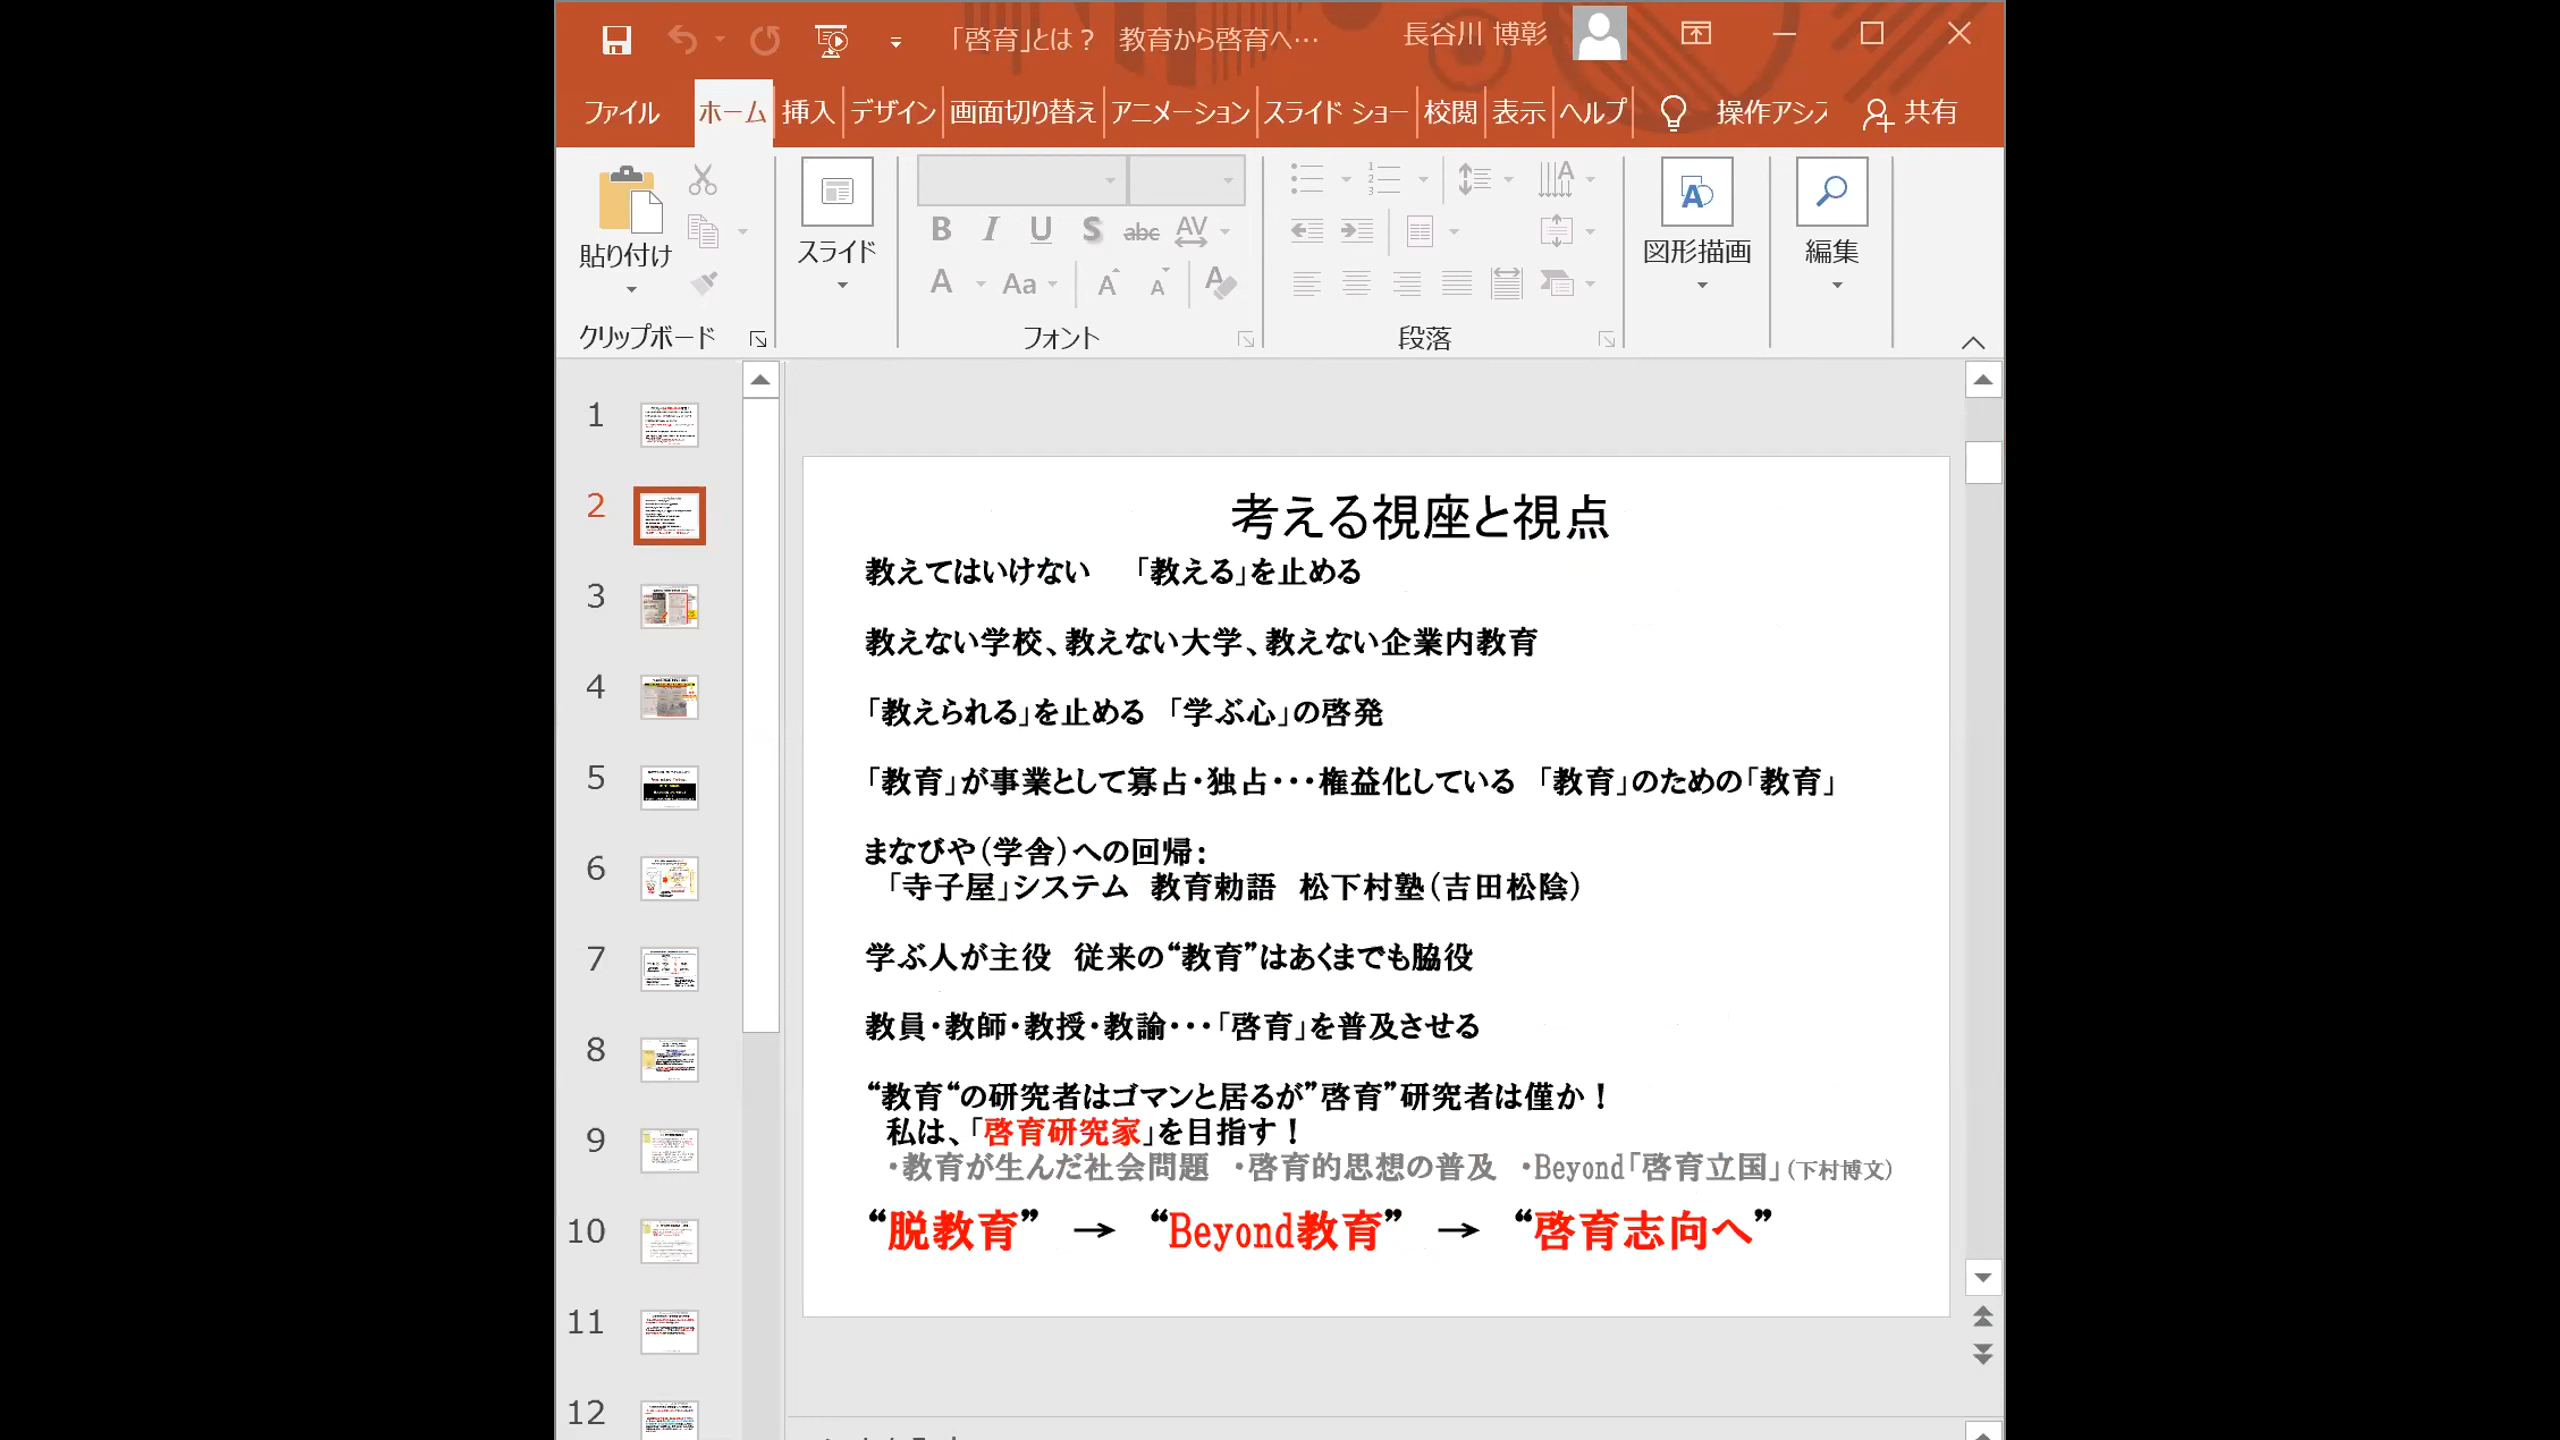 「啓育」とは？ 教育から啓育へ…
長谷川 博彰
ファイル ホーム 挿入 デザイン 画面切り替え アニメーション スライド ショー 校閲 表示 ヘルプ 操作アシス 共有
貼り付け スライド 図形描画 編集
B I U S abc AV
A Aa A A A
クリップボード フォント 段落
1
2
3
4
5
6
7
8
9
10
11
12
考える視座と視点
教えてはいけない 「教える」を止める
教えない学校、教えない大学、教えない企業内教育
「教えられる」を止める 「学ぶ心」の啓発
「教育」が事業として寡占・独占・・・権益化している 「教育」のための「教育」
まなびや（学舎）への回帰：
「寺子屋」システム 教育勅語 松下村塾（吉田松陰）
学ぶ人が主役 従来の“教育”はあくまでも脇役
教員・教師・教授・教諭・・・「啓育」を普及させる
“教育“の研究者はゴマンと居るが”啓育”研究者は僅か！
私は、「啓育研究家」を目指す！
・教育が生んだ社会問題 ・啓育的思想の普及 ・Beyond「啓育立国」（下村博文）
“脱教育” → “Beyond教育” → “啓育志向へ”